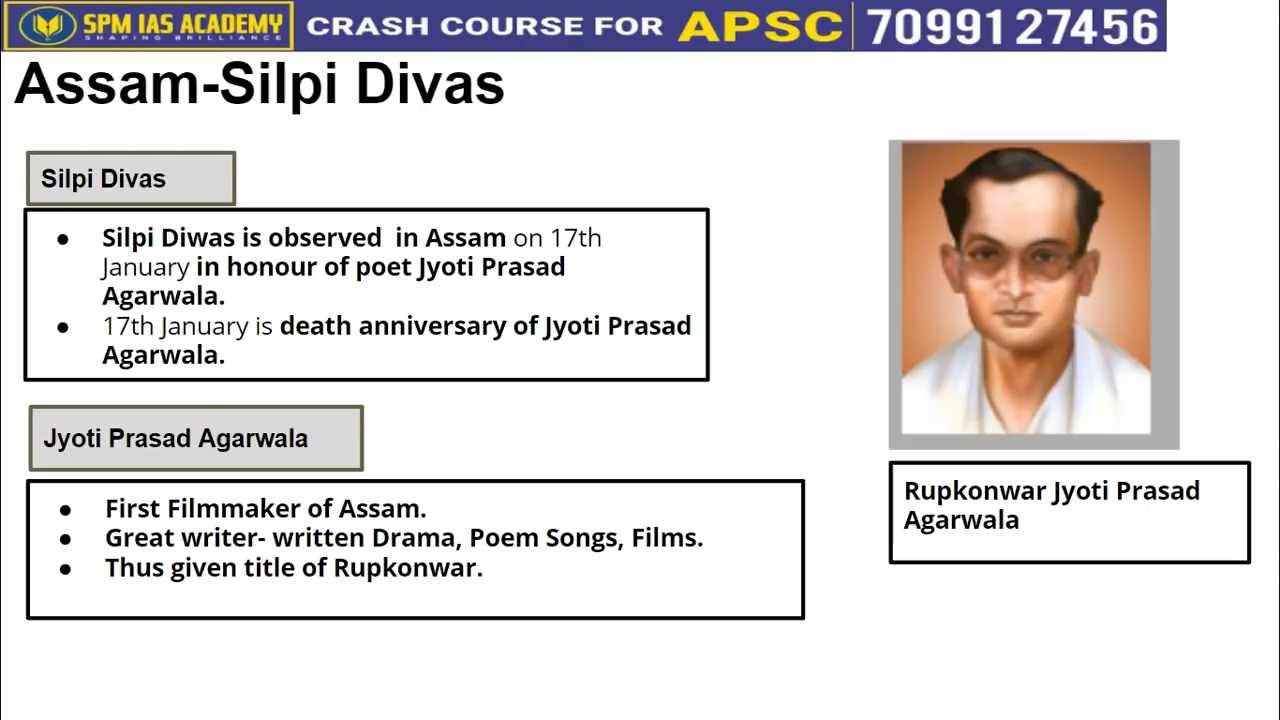 SPM IAS ACADEMY
SHAPING BRILLIANCE
CRASH COURSE FOR APSC 70991 27456
Assam-Silpi Divas
Silpi Divas
● Silpi Diwas is observed in Assam on 17th
January in honour of poet Jyoti Prasad
Agarwala.
● 17th January is death anniversary of Jyoti Prasad
Agarwala.
Jyoti Prasad Agarwala
● First Filmmaker of Assam.
● Great writer- written Drama, Poem Songs, Films.
● Thus given title of Rupkonwar.
Rupkonwar Jyoti Prasad
Agarwala